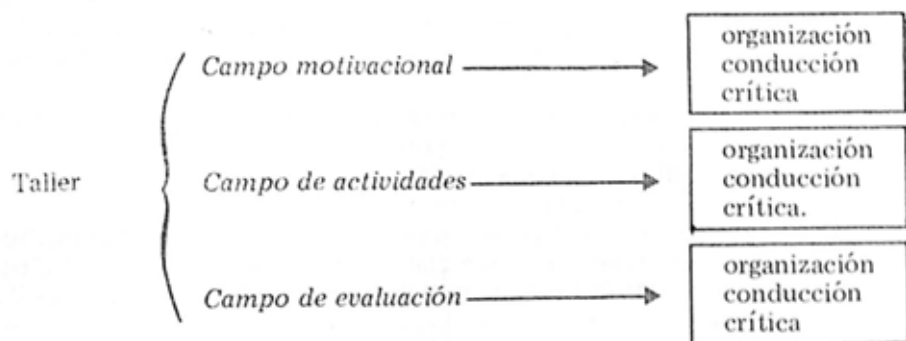 organización
conducción
crítica
Campo motivacional
organización
conducción
crítica.
Taller
Campo de actividades
organización
conducción
crítica
Campo de evaluación